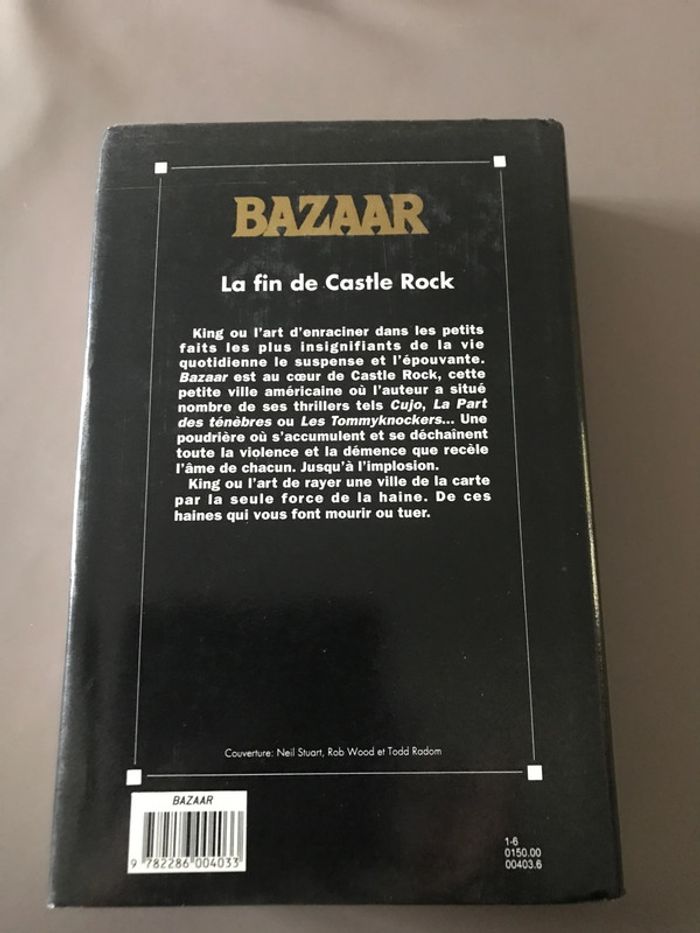 BAZAAR
La fin de Castle Rock
King ou l'art d'enraciner dans les petits
faits les plus insignifiants de la vie
quotidienne le suspense et l'épouvante.
Bazaar est au cœur de Castle Rock, cette
petite ville américaine où l'auteur a situé
nombre de ses thrillers tels Cujo, La Part
des ténèbres ou Les Tommyknockers... Une
poudrière où s'accumulent et se déchaînent
toute la violence et la démence que recèle
l'âme de chacun. Jusqu'à l'implosion.
King ou l'art de rayer une ville de la carte
par la seule force de la haine. De ces
haines qui vous font mourir ou tuer.
Couverture: Neil Stuart, Rob Wood et Todd Radom
BAZAAR
9 782286 004033
1-6
0150.00
00403.6